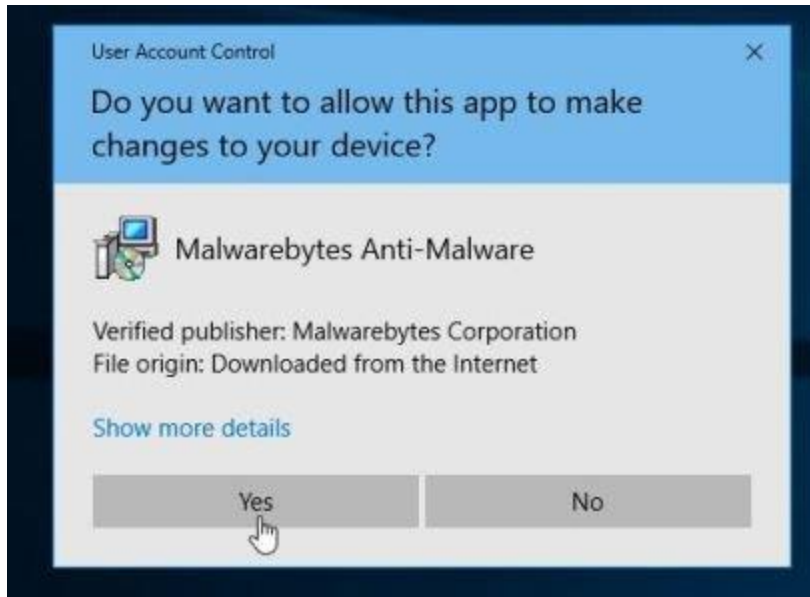 User Account Control
Do you want to allow this app to make
changes to your device?
Malwarebytes Anti-Malware
Verified publisher: Malwarebytes Corporation
File origin: Downloaded from the Internet
Show more details
Yes
No